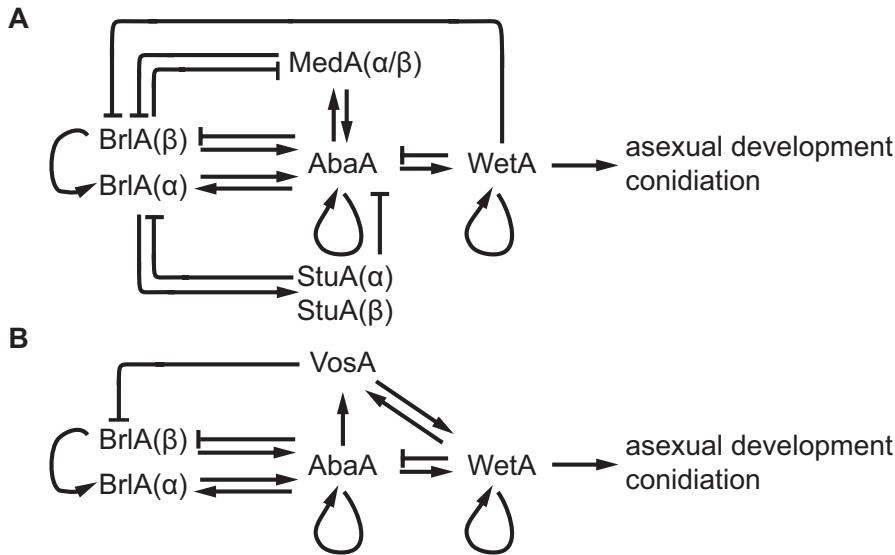 A
MedA(α/β)
BrlA(β)
BrlA(α)
AbaA
WetA
asexual development
conidiation
StuA(α)
StuA(β)
B
VosA
BrlA(β)
BrlA(α)
AbaA
WetA
asexual development
conidiation